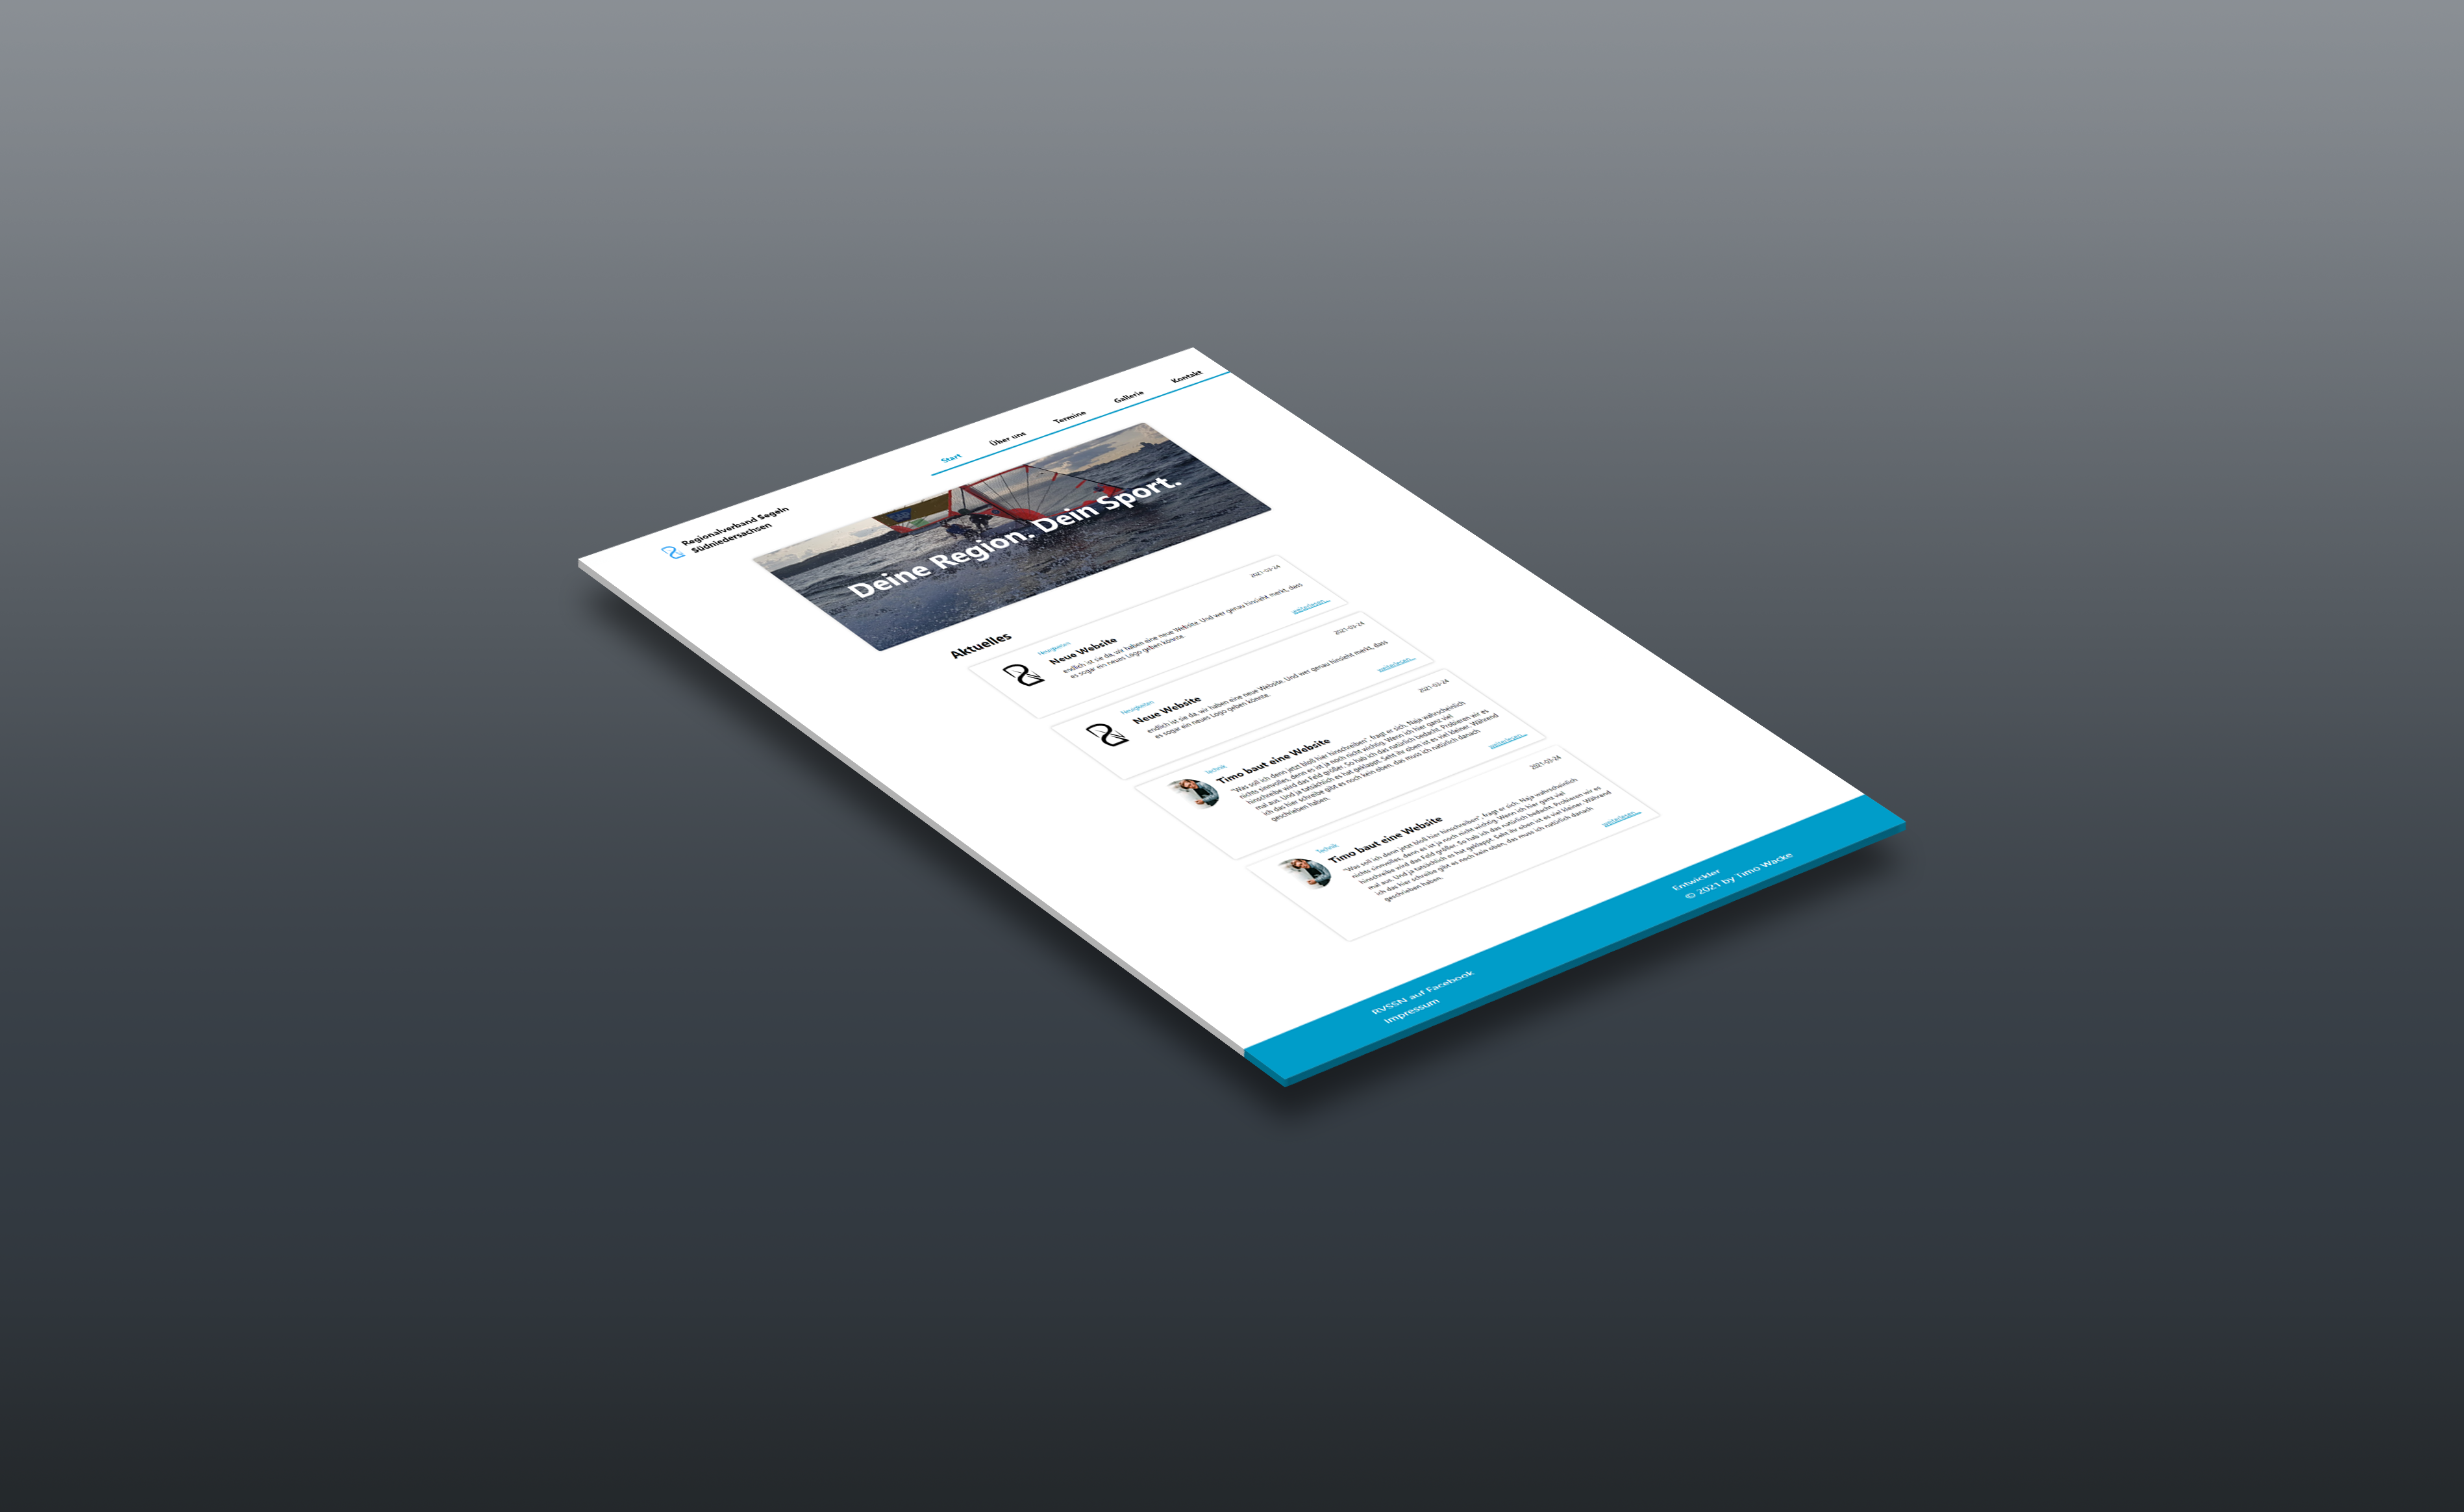 Regionalverband Segeln
Südniedersachsen
Start
Über uns
Termine
Gallerie
Kontakt
Deine Region. Dein Sport.
Aktuelles
Neuigkeiten
2021-03-24
Neue Website
endlich ist sie da, wir haben eine neue Website. Und wer genau hinsieht merkt, dass
es sogar ein neues Logo geben könnte.
weiterlesen...
Neuigkeiten
2021-03-24
Neue Website
endlich ist sie da, wir haben eine neue Website. Und wer genau hinsieht merkt, dass
es sogar ein neues Logo geben könnte.
weiterlesen...
Technik
2021-03-24
Timo baut eine Website
"Was soll ich denn jetzt bloß hier hinschreiben", fragt er sich. Naja wahrscheinlich
nichts sinnvolles, denn es ist ja noch nicht wichtig. Wenn ich hier ganz viel
hinschreibe wird das Feld größer. So hab ich das natürlich bedacht. Probieren wir es
mal aus. Und ja tatsächlich es hat geklappt. Seht ihr oben ist es viel kleiner. Während
ich das hier schreibe gibt es noch kein oben, das muss ich natürlich danach
geschrieben haben.
weiterlesen...
Technik
2021-03-24
Timo baut eine Website
"Was soll ich denn jetzt bloß hier hinschreiben", fragt er sich. Naja wahrscheinlich
nichts sinnvolles, denn es ist ja noch nicht wichtig. Wenn ich hier ganz viel
hinschreibe wird das Feld größer. So hab ich das natürlich bedacht. Probieren wir es
mal aus. Und ja tatsächlich es hat geklappt. Seht ihr oben ist es viel kleiner. Während
ich das hier schreibe gibt es noch kein oben, das muss ich natürlich danach
geschrieben haben.
weiterlesen...
RVSSN auf Facebook
Impressum
Entwickler
© 2021 by Timo Wacke